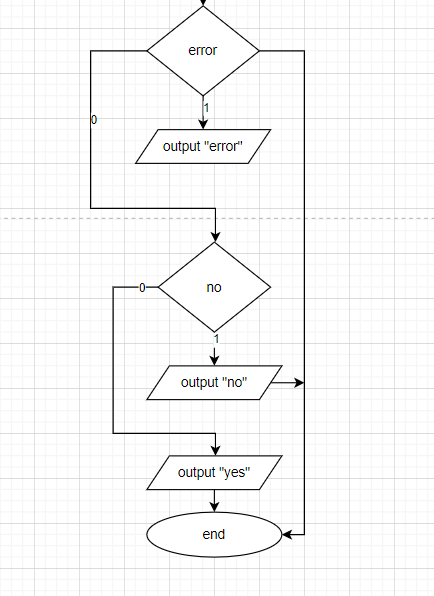 error
1
0
output "error"
no
0
1
output "no"
output "yes"
end